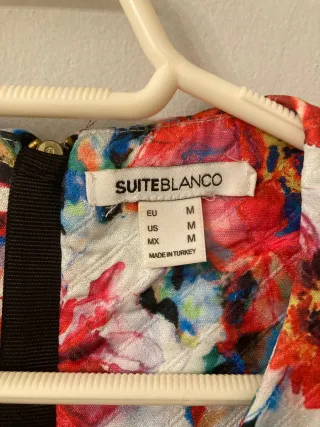 SUITEBLANCO
EU M
US M
MX M
MADE IN TURKEY